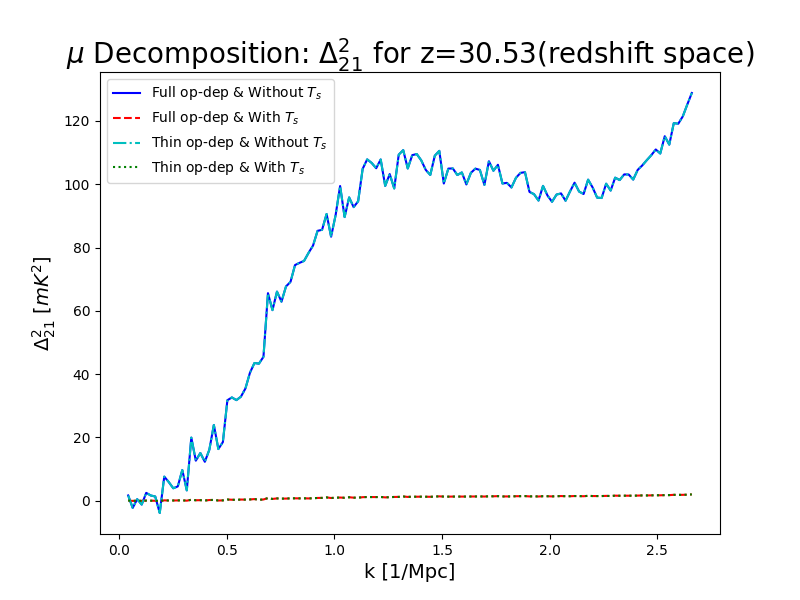 μ Decomposition: Δ²₂₁ for z=30.53(redshift space)
Full op-dep & Without Tₛ
Full op-dep & With Tₛ
Thin op-dep & Without Tₛ
Thin op-dep & With Tₛ
Δ²₂₁ [mK²]
120
100
80
60
40
20
0
0.0 0.5 1.0 1.5 2.0 2.5
k [1/Mpc]